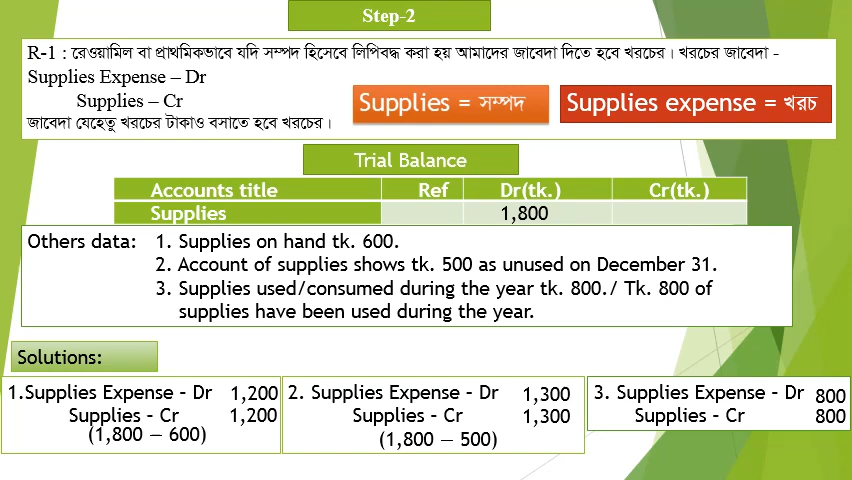 Step-2
R-1 : রেওয়ামিল বা প্রাথমিকভাবে যদি সম্পদ হিসেবে লিপিবদ্ধ করা হয় আমাদের জাবেদা দিতে হবে খরচের। খরচের জাবেদা -
Supplies Expense – Dr
Supplies – Cr
Supplies = সম্পদ
Supplies expense = খরচ
জাবেদা যেহেতু খরচের টাকাও বসাতে হবে খরচের।
Trial Balance
Accounts title Ref Dr(tk.) Cr(tk.)
Supplies 1,800
Others data: 1. Supplies on hand tk. 600.
2. Account of supplies shows tk. 500 as unused on December 31.
3. Supplies used/consumed during the year tk. 800./ Tk. 800 of
supplies have been used during the year.
Solutions:
1.Supplies Expense – Dr 1,200
Supplies – Cr 1,200
(1,800 − 600)
2. Supplies Expense – Dr 1,300
Supplies – Cr 1,300
(1,800 − 500)
3. Supplies Expense – Dr 800
Supplies – Cr 800